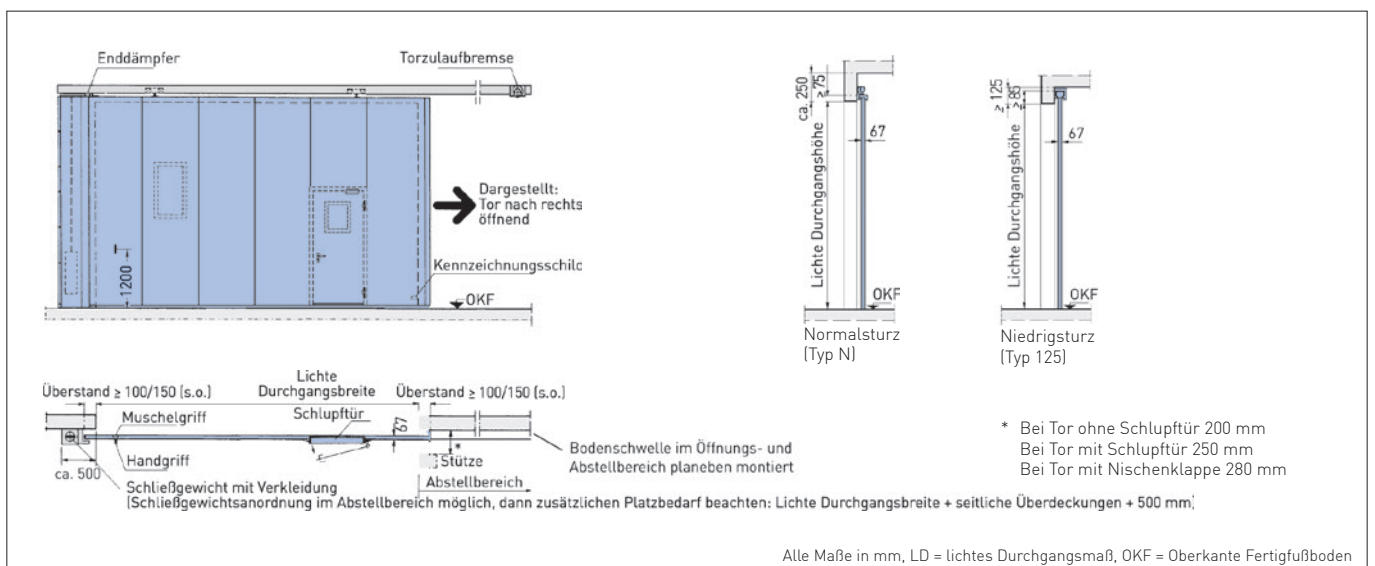 Enddämpfer
Torzulaufbremse
Dargestellt:
Tor nach rechts
öffnend
Kennzeichnungsschild
1200
OKF
ca. 250
≥ 75
Lichte Durchgangshöhe
67
OKF
Normalsturz
(Typ N)
≥ 125
≥ 85
Lichte Durchgangshöhe
67
OKF
Niedrigsturz
(Typ 125)
Überstand ≥ 100/150 (s.o.)
Lichte
Durchgangsbreite
Überstand ≥ 100/150 (s.o.)
Muschelgriff
Schlupftür
67
*
Handgriff
ca. 500
Stütze
Abstellbereich
Bodenschwelle im Öffnungs- und
Abstellbereich planeben montiert
Schließgewicht mit Verkleidung
(Schließgewichtsanordnung im Abstellbereich möglich, dann zusätzlichen Platzbedarf beachten: Lichte Durchgangsbreite + seitliche Überdeckungen + 500 mm)
* Bei Tor ohne Schlupftür 200 mm
Bei Tor mit Schlupftür 250 mm
Bei Tor mit Nischenklappe 280 mm
Alle Maße in mm, LD = lichtes Durchgangsmaß, OKF = Oberkante Fertigfußboden